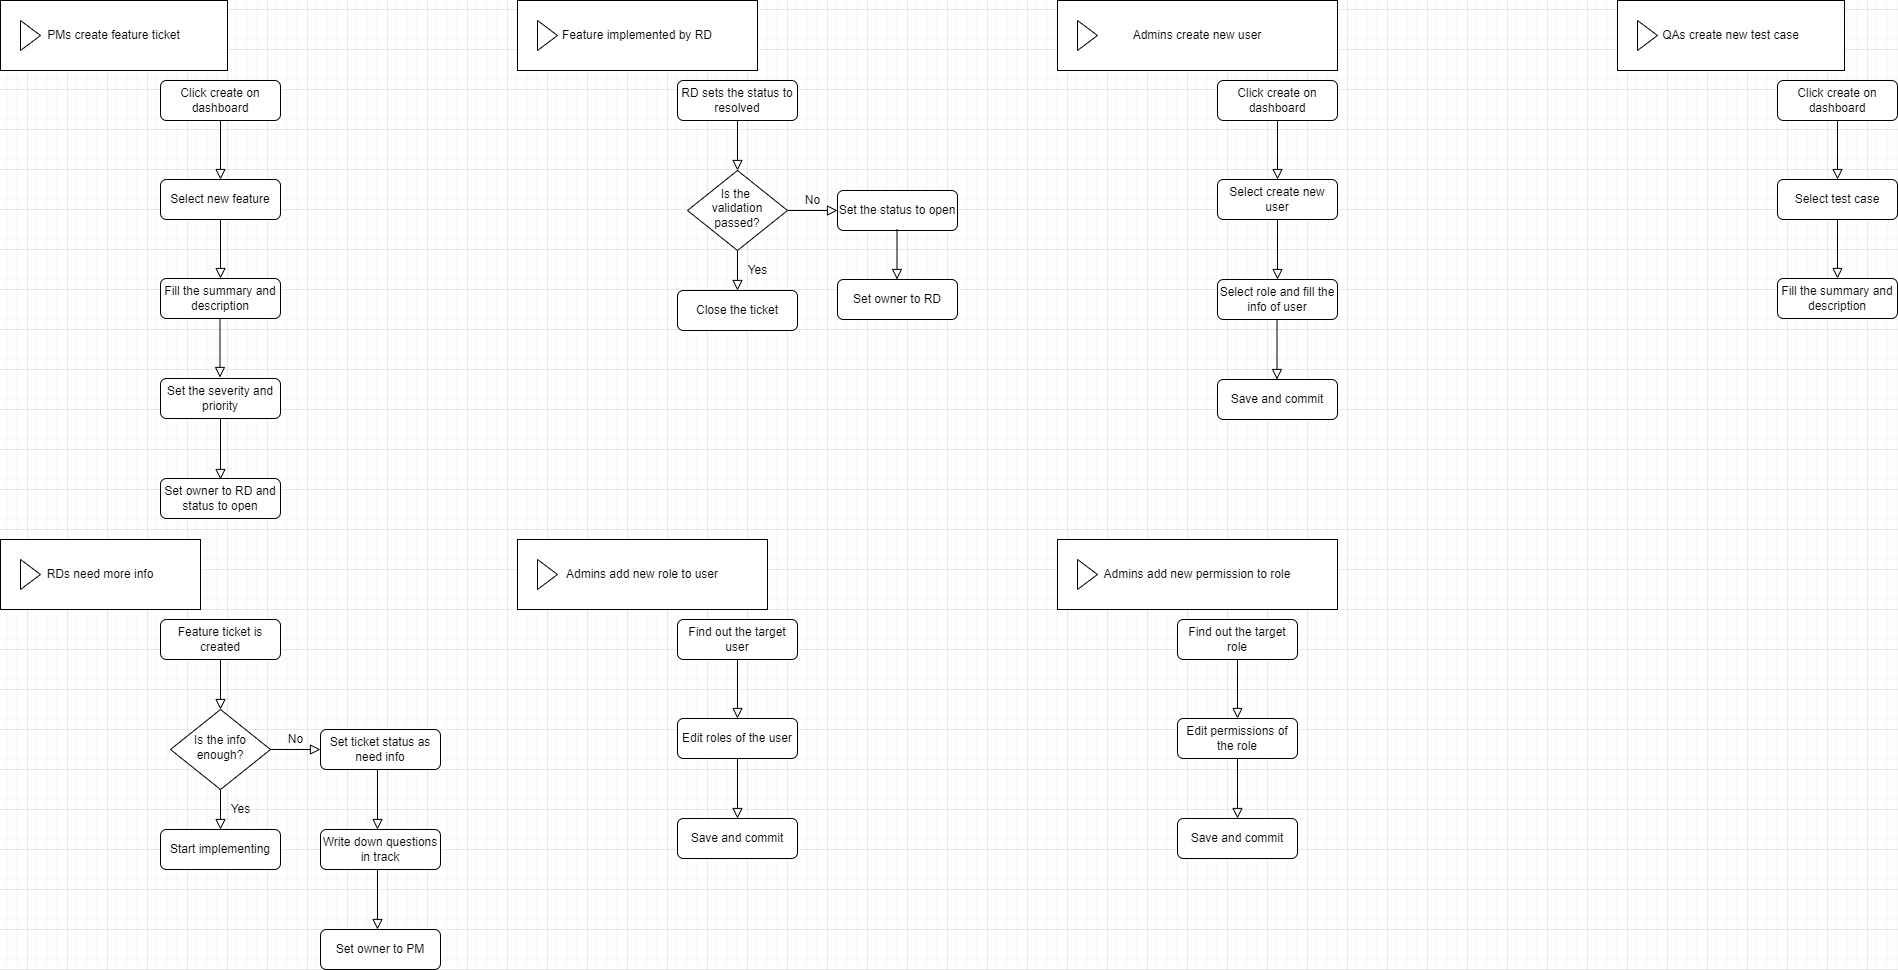 PMs create feature ticket
Click create on
dashboard
Select new feature
Fill the summary and
description
Set the severity and
priority
Set owner to RD and
status to open
Feature implemented by RD
RD sets the status to
resolved
Is the
validation
passed?
No
Set the status to open
Yes
Close the ticket
Set owner to RD
Admins create new user
Click create on
dashboard
Select create new
user
Select role and fill the
info of user
Save and commit
QAs create new test case
Click create on
dashboard
Select test case
Fill the summary and
description
RDs need more info
Feature ticket is
created
Is the info
enough?
No
Set ticket status as
need info
Yes
Start implementing
Write down questions
in track
Set owner to PM
Admins add new role to user
Find out the target
user
Edit roles of the user
Save and commit
Admins add new permission to role
Find out the target
role
Edit permissions of
the role
Save and commit